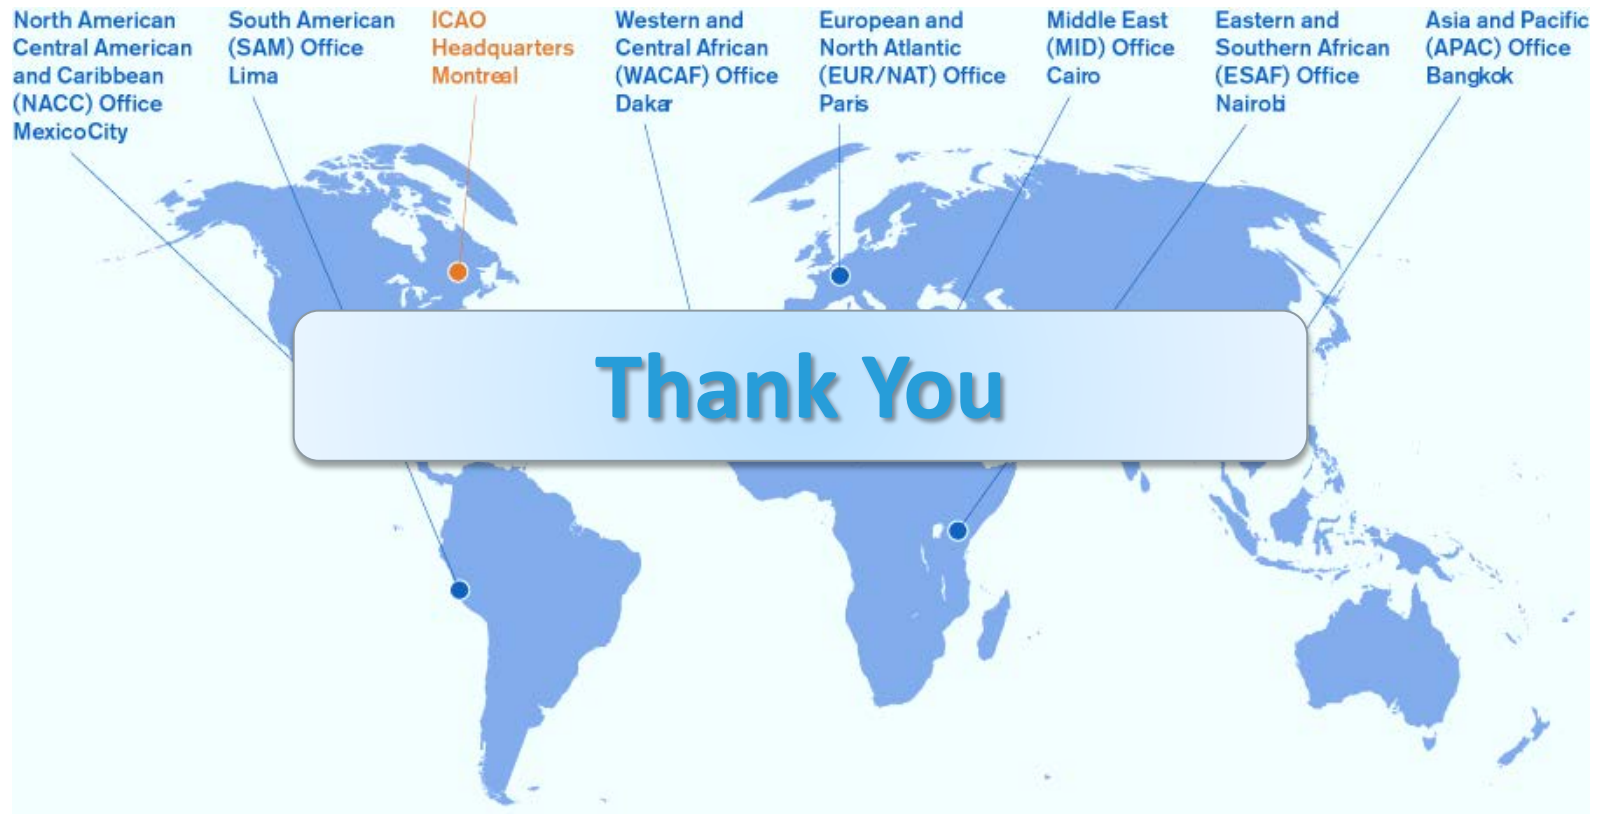 North American
Central American
and Caribbean
(NACC) Office
MexicoCity
South American
(SAM) Office
Lima
ICAO
Headquarters
Montreal
Western and
Central African
(WACAF) Office
Dakar
European and
North Atlantic
(EUR/NAT) Office
Paris
Middle East
(MID) Office
Cairo
Eastern and
Southern African
(ESAF) Office
Nairobi
Asia and Pacific
(APAC) Office
Bangkok
Thank You